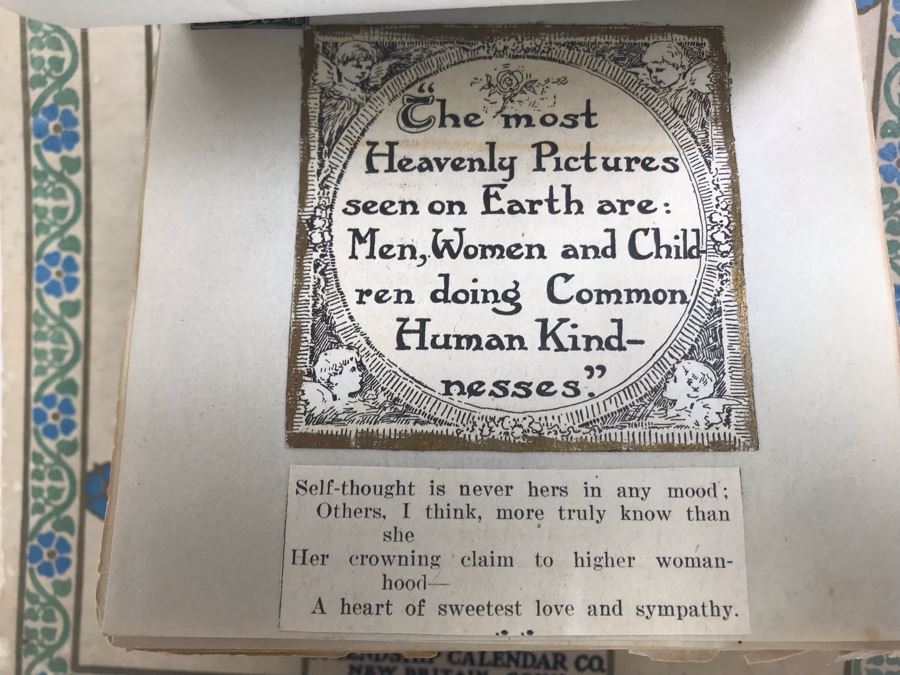 “The most
Heavenly Pictures
seen on Earth are:
Men, Women and Child-
ren doing Common
Human Kind-
nesses.”
Self-thought is never hers in any mood;
Others, I think, more truly know than
she
Her crowning claim to higher woman-
hood—
A heart of sweetest love and sympathy.
CALENDAR CO.
NEW BRITAIN, CONN